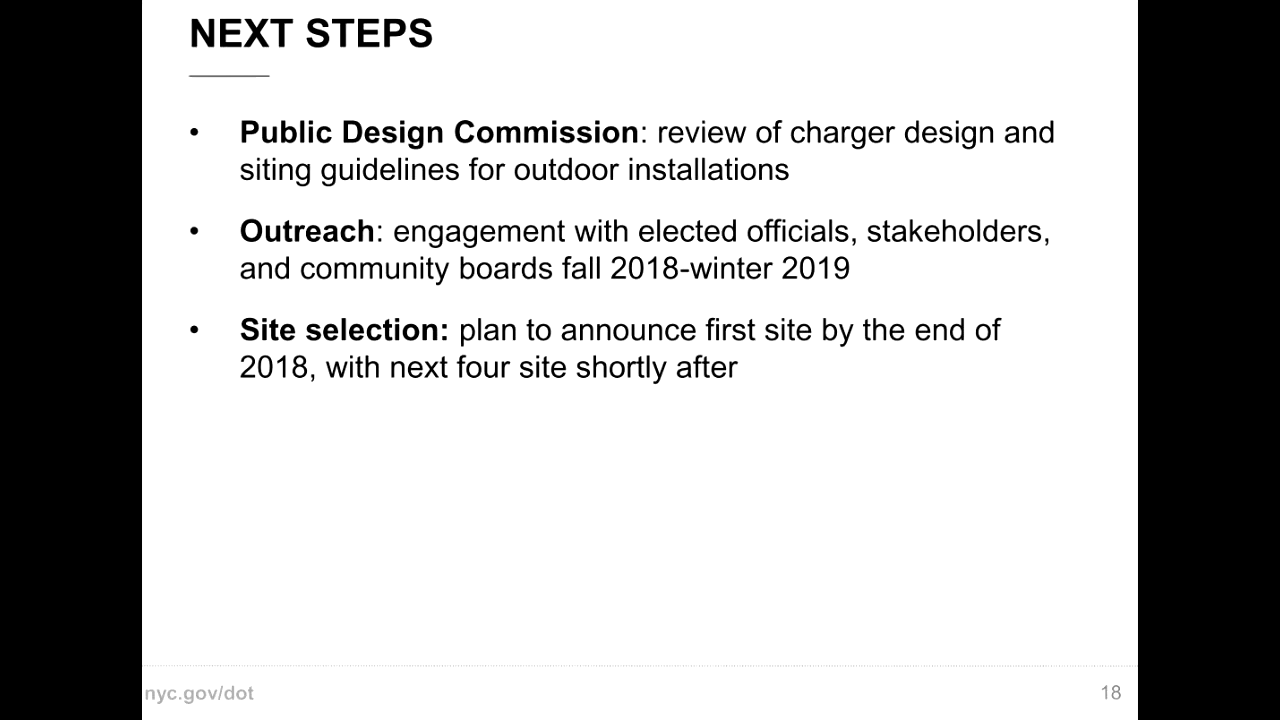 NEXT STEPS
• Public Design Commission: review of charger design and
siting guidelines for outdoor installations
• Outreach: engagement with elected officials, stakeholders,
and community boards fall 2018-winter 2019
• Site selection: plan to announce first site by the end of
2018, with next four site shortly after
nyc.gov/dot
18